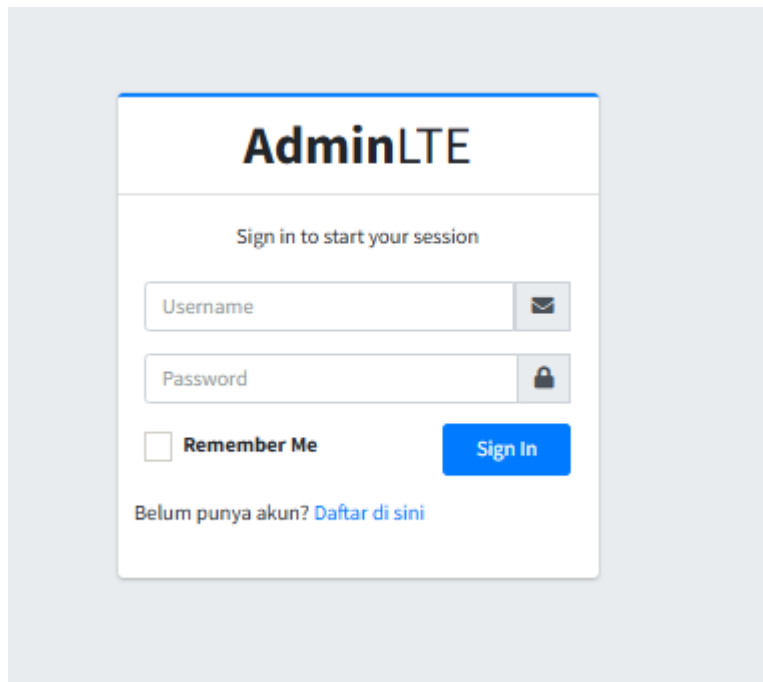 AdminLTE
Sign in to start your session
Username
Password
Remember Me
Sign In
Belum punya akun? Daftar di sini